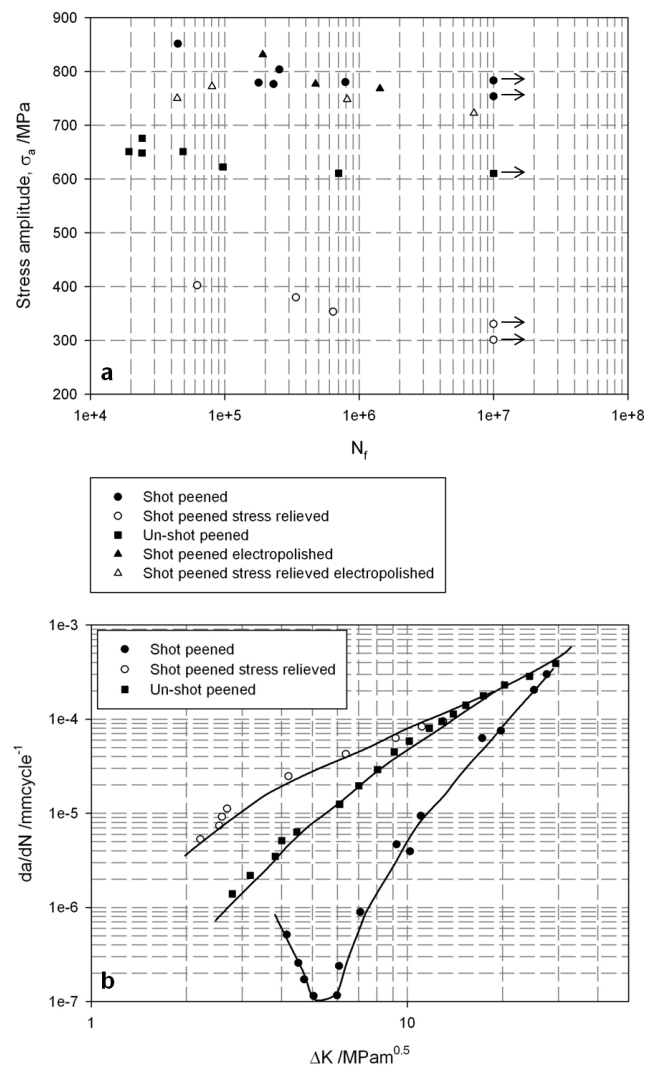 900
800
700
600
500
400
300
200
Stress amplitude, σa /MPa
a
1e+4 1e+5 1e+6 1e+7 1e+8
Nf
Shot peened
Shot peened stress relieved
Un-shot peened
Shot peened electropolished
Shot peened stress relieved electropolished
1e-3
1e-4
1e-5
1e-6
1e-7
da/dN /mmcycle-1
Shot peened
Shot peened stress relieved
Un-shot peened
b
1 10
ΔK /MPam0.5